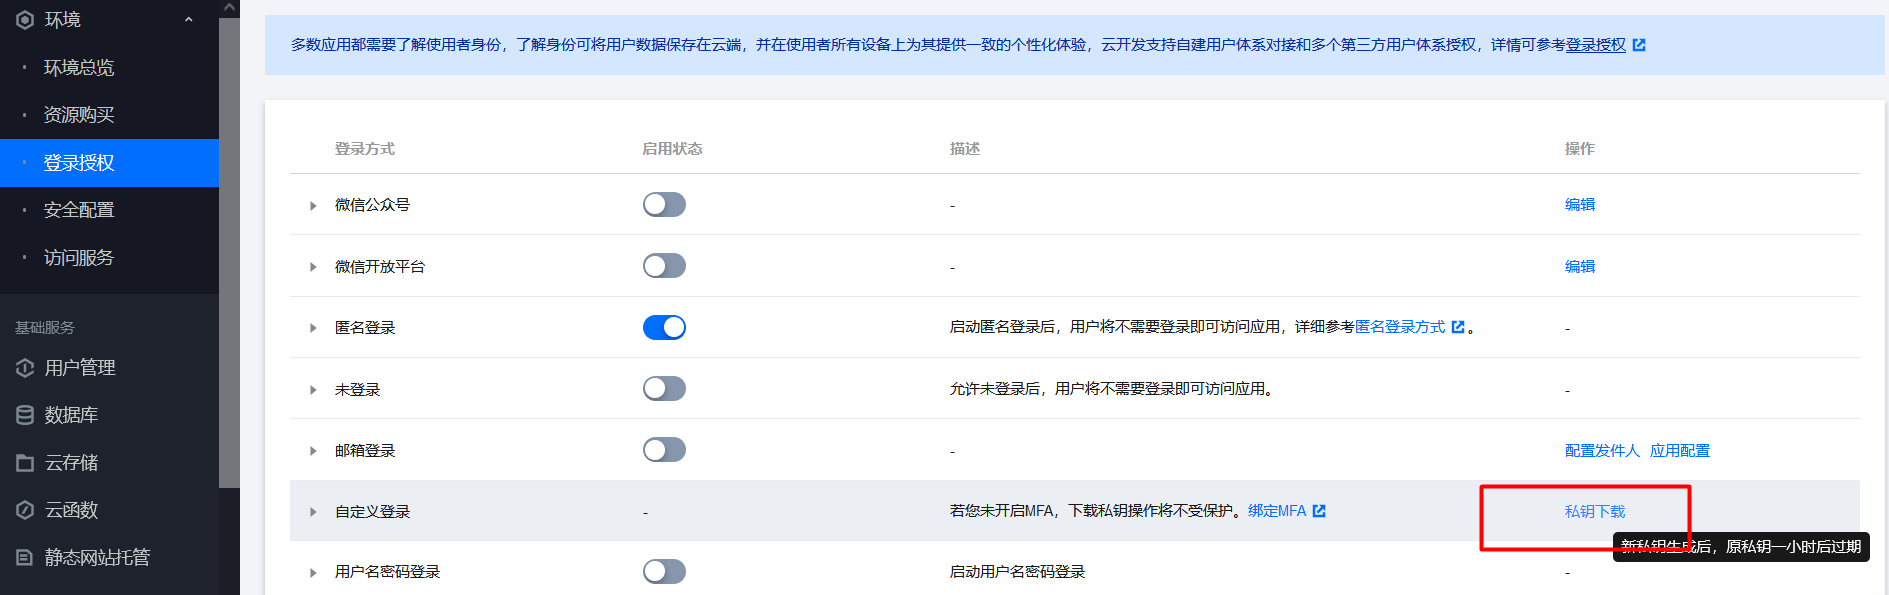 环境
环境总览
资源购买
登录授权
安全配置
访问服务
基础服务
用户管理
数据库
云存储
云函数
静态网站托管
多数应用都需要了解使用者身份，了解身份可将用户数据保存在云端，并在使用者所有设备上为其提供一致的个性化体验，云开发支持自建用户体系对接和多个第三方用户体系授权，详情可参考登录授权
登录方式 启用状态 描述 操作
微信公众号 - 编辑
微信开放平台 - 编辑
匿名登录 启动匿名登录后，用户将不需要登录即可访问应用，详细参考匿名登录方式 。 -
未登录 允许未登录后，用户将不需要登录即可访问应用。 -
邮箱登录 - 配置发件人 应用配置
自定义登录 - 若您未开启MFA，下载私钥操作将不受保护。绑定MFA 私钥下载
新私钥生成后，原私钥一小时后过期
用户名密码登录 启动用户名密码登录 -